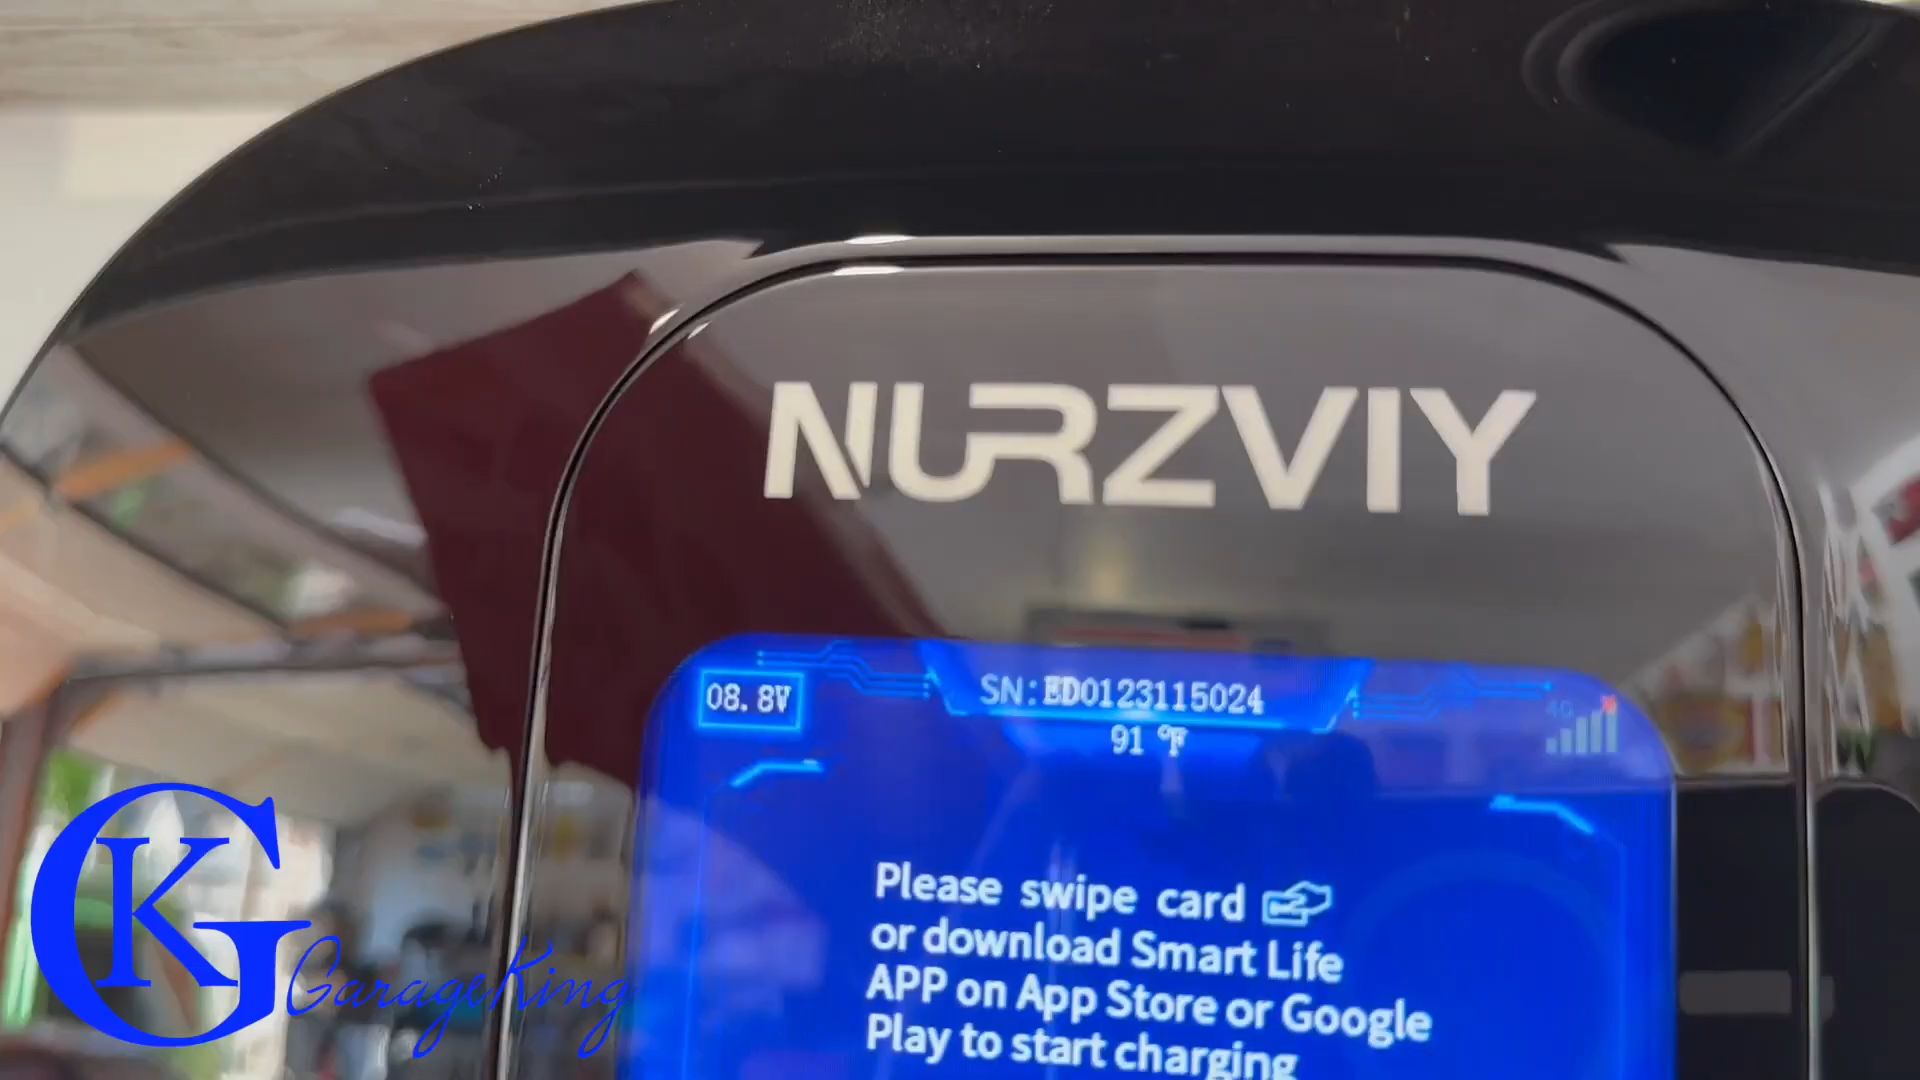 NURZVIY
08.8V
SN:ED0123115024
4G
91 °F
Please swipe card
or download Smart Life
APP on App Store or Google
Play to start charging
GK
GarageKing